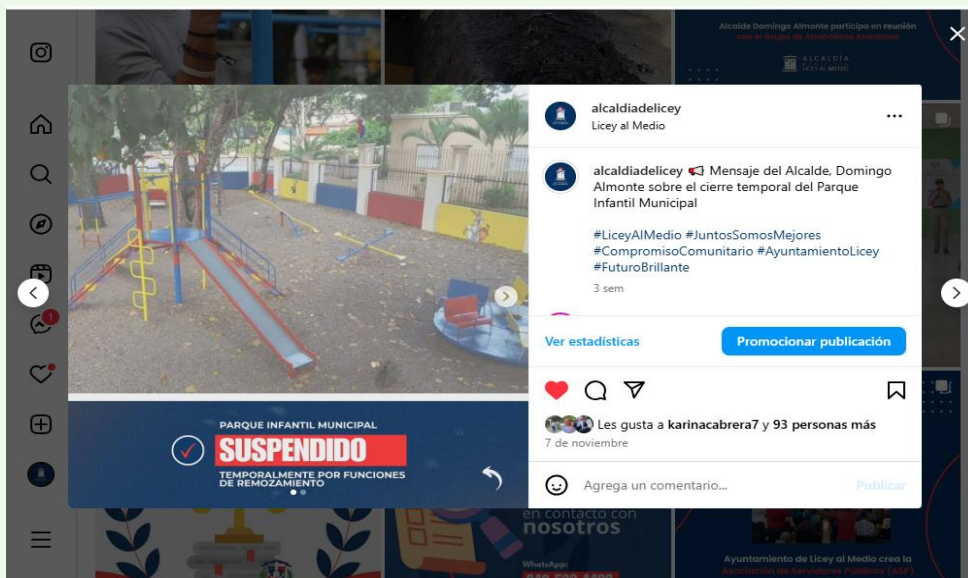 Alcalde Domingo Almonte participa en reunión
con Al Grupo de Alcohólicos Anónimos
ALCALDÍA
LICEY AL MEDIO
alcaldiadelicey
Licey al Medio
alcaldiadelicey 📢 Mensaje del Alcalde, Domingo
Almonte sobre el cierre temporal del Parque
Infantil Municipal
#LiceyAlMedio #JuntosSomosMejores
#CompromisoComunitario #AyuntamientoLicey
#FuturoBrillante
3 sem
1
Ver estadísticas
Promocionar publicación
Les gusta a karinacabrera7 y 93 personas más
7 de noviembre
Agrega un comentario...
Publicar
PARQUE INFANTIL MUNICIPAL
SUSPENDIDO
TEMPORALMENTE POR FUNCIONES
DE REMOZAMIENTO
en contacto con
nosotros
WhatsApp:
Ayuntamiento de Licey al Medio crea la
Asociación de Servidores Públicos (ASP)